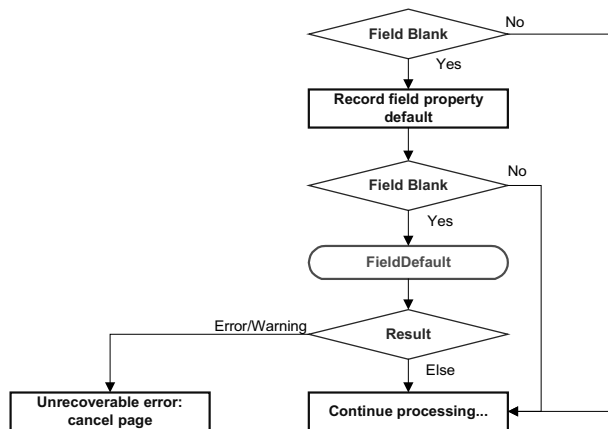 Field Blank
No
Yes
Record field property
default
Field Blank
No
Yes
FieldDefault
Error/Warning
Result
Else
Unrecoverable error:
cancel page
Continue processing...